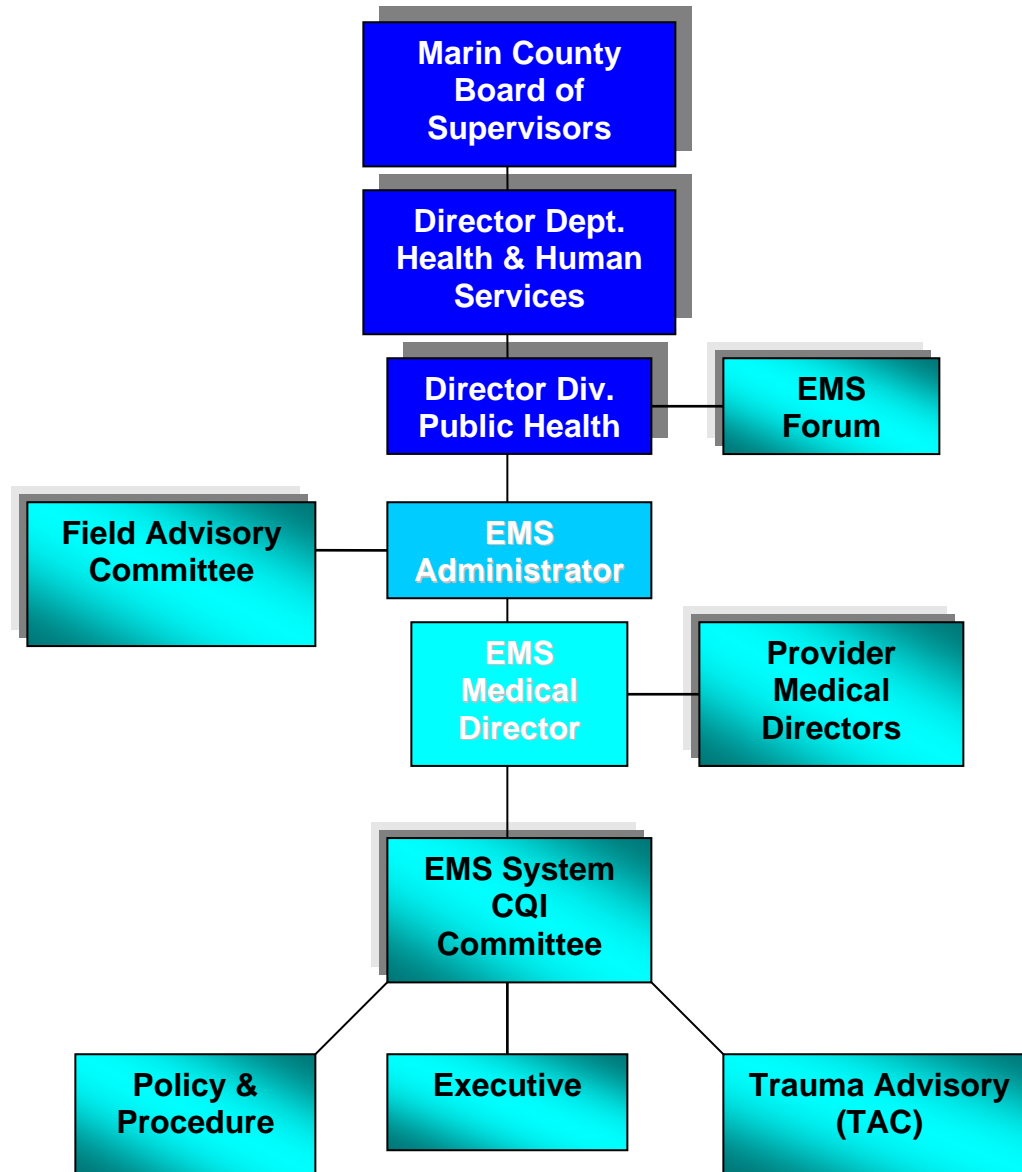 Marin County
Board of
Supervisors
Director Dept.
Health & Human
Services
Director Div.
Public Health
EMS
Forum
Field Advisory
Committee
EMS
Administrator
EMS
Medical
Director
Provider
Medical
Directors
EMS System
CQI
Committee
Policy &
Procedure
Executive
Trauma Advisory
(TAC)